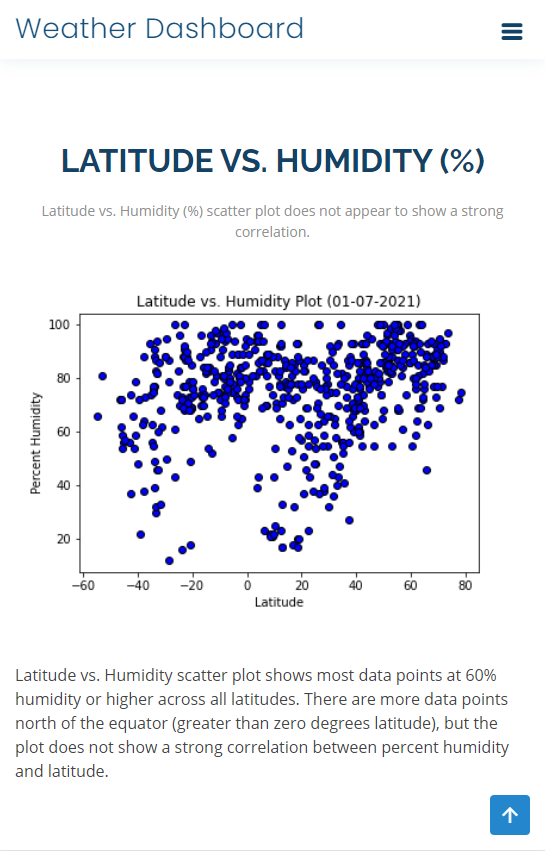 Weather Dashboard
LATITUDE VS. HUMIDITY (%)
Latitude vs. Humidity (%) scatter plot does not appear to show a strong
correlation.
Latitude vs. Humidity Plot (01-07-2021)
100
80
60
40
20
Percent Humidity
−60 −40 −20 0 20 40 60 80
Latitude
Latitude vs. Humidity scatter plot shows most data points at 60%
humidity or higher across all latitudes. There are more data points
north of the equator (greater than zero degrees latitude), but the
plot does not show a strong correlation between percent humidity
and latitude.